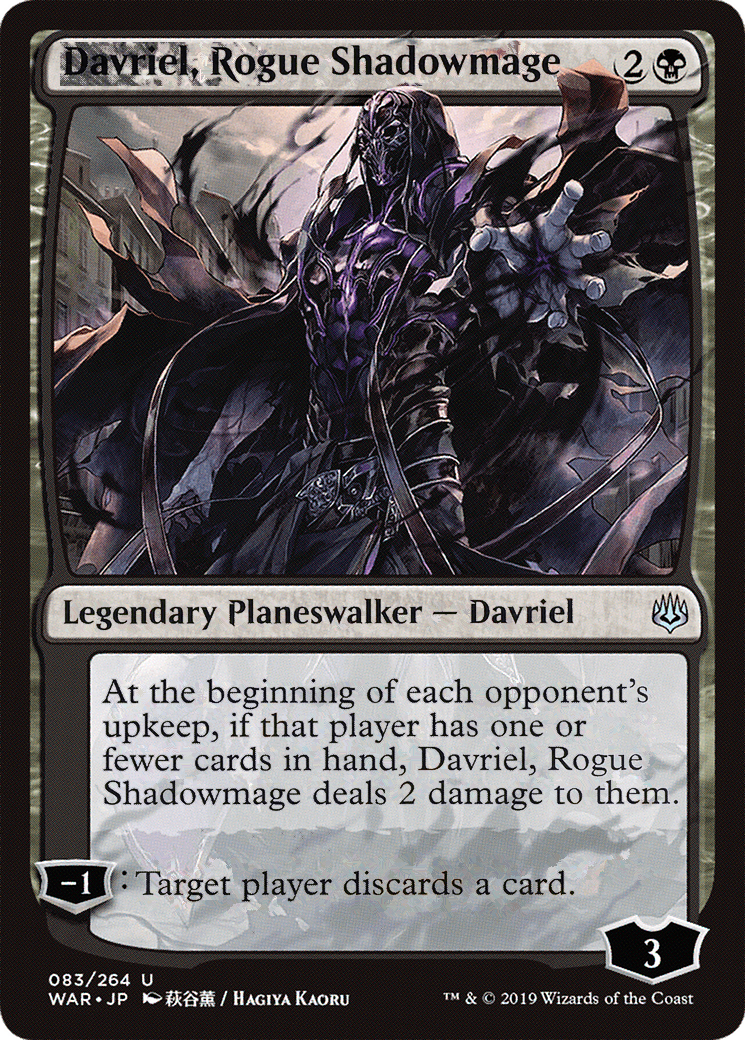 Davriel, Rogue Shadowmage 2
Legendary Planeswalker — Davriel
At the beginning of each opponent's
upkeep, if that player has one or
fewer cards in hand, Davriel, Rogue
Shadowmage deals 2 damage to them.
-1 : Target player discards a card.
3
083/264 U
WAR • JP 萩谷薫 / Hagiya Kaoru ™ & © 2019 Wizards of the Coast